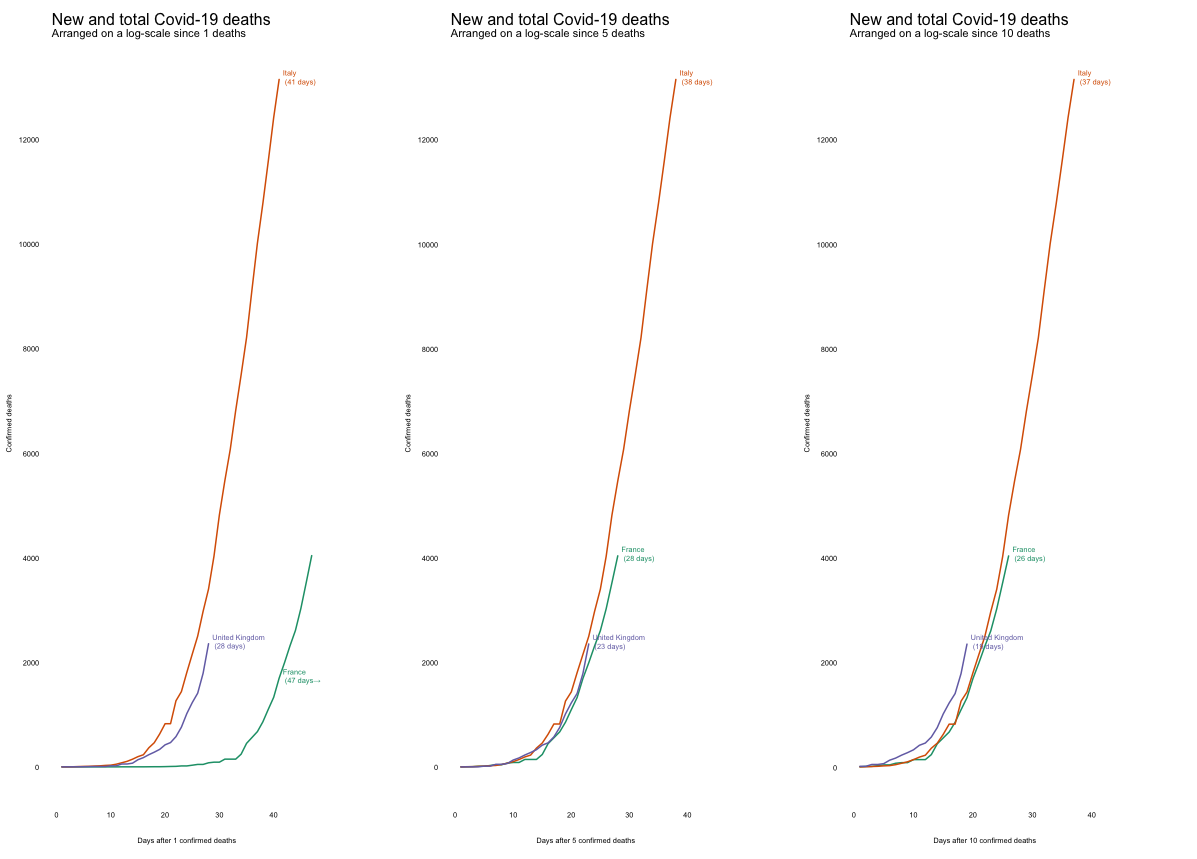 New and total Covid-19 deaths
Arranged on a log-scale since 1 deaths
Italy
(41 days)
12000
10000
8000
6000
4000
2000
0
Confirmed deaths
United Kingdom
(28 days)
France
(47 days→
0 10 20 30 40
Days after 1 confirmed deaths
New and total Covid-19 deaths
Arranged on a log-scale since 5 deaths
Italy
(38 days)
12000
10000
8000
6000
4000
2000
0
Confirmed deaths
France
(28 days)
United Kingdom
(23 days)
0 10 20 30 40
Days after 5 confirmed deaths
New and total Covid-19 deaths
Arranged on a log-scale since 10 deaths
Italy
(37 days)
12000
10000
8000
6000
4000
2000
0
Confirmed deaths
France
(26 days)
United Kingdom
(19 days)
0 10 20 30 40
Days after 10 confirmed deaths